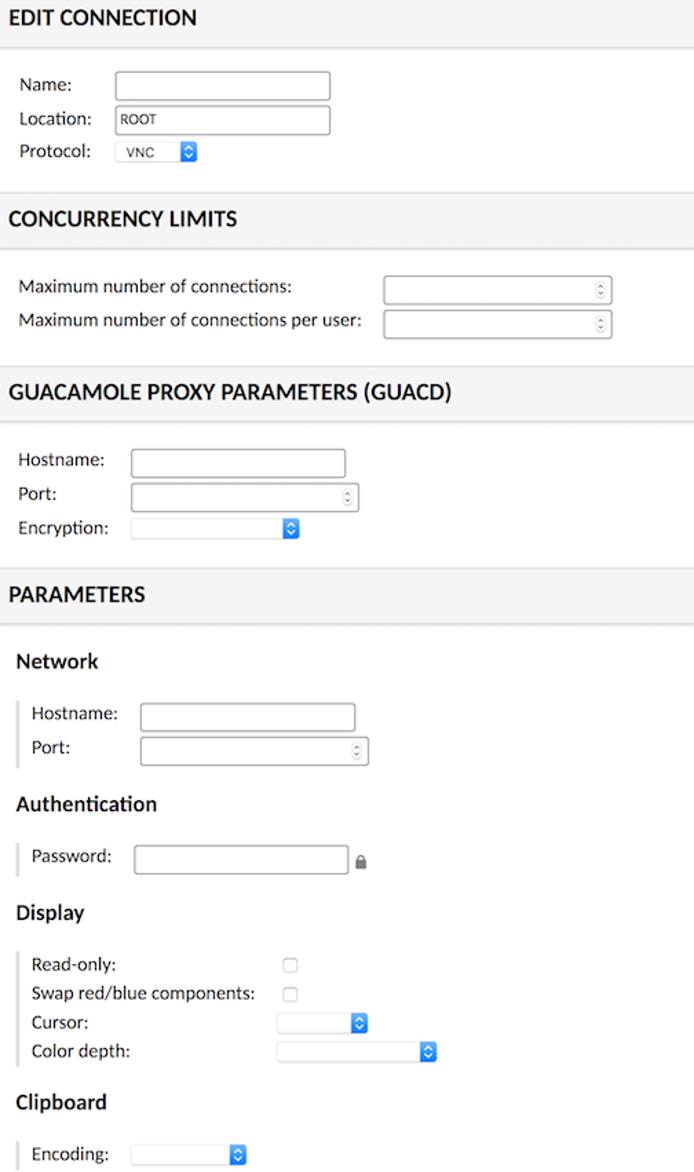 EDIT CONNECTION
Name:
Location: ROOT
Protocol: VNC
CONCURRENCY LIMITS
Maximum number of connections:
Maximum number of connections per user:
GUACAMOLE PROXY PARAMETERS (GUACD)
Hostname:
Port:
Encryption:
PARAMETERS
Network
Hostname:
Port:
Authentication
Password:
Display
Read-only:
Swap red/blue components:
Cursor:
Color depth:
Clipboard
Encoding: